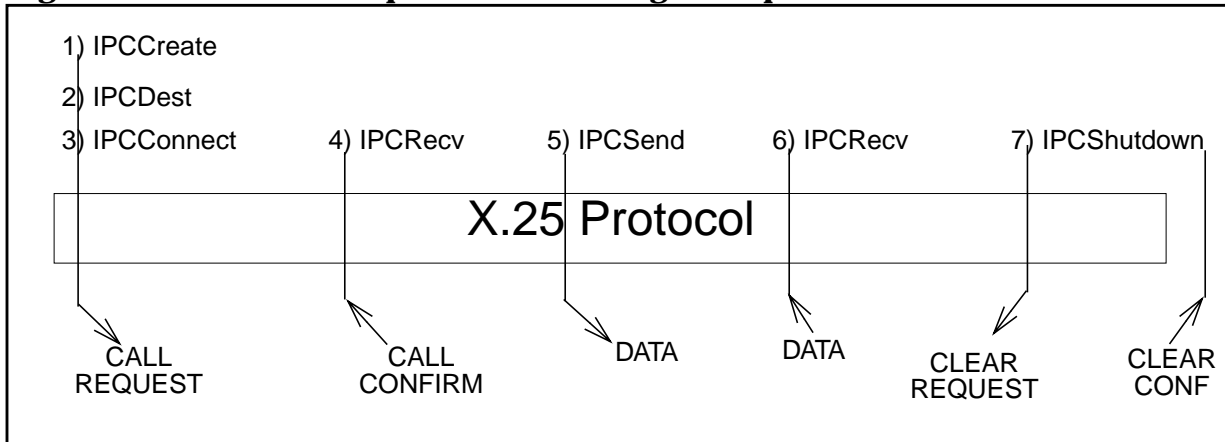 1) IPCCreate
2) IPCDest
3) IPCConnect 4) IPCRecv 5) IPCSend 6) IPCRecv 7) IPCShutdown
X.25 Protocol
CALL
REQUEST
CALL
CONFIRM
DATA
DATA
CLEAR
REQUEST
CLEAR
CONF